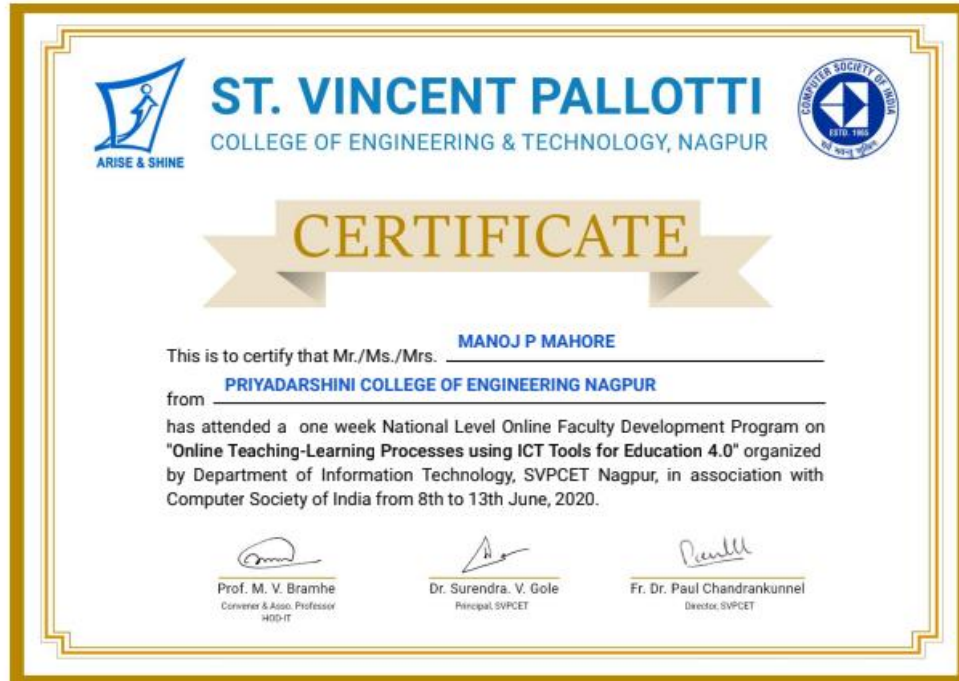 ST. VINCENT PALLOTTI
COLLEGE OF ENGINEERING & TECHNOLOGY, NAGPUR
ARISE & SHINE
COMPUTER SOCIETY OF INDIA
ESTD. 1965
CERTIFICATE
This is to certify that Mr./Ms./Mrs. MANOJ P MAHORE
from PRIYADARSHINI COLLEGE OF ENGINEERING NAGPUR
has attended a one week National Level Online Faculty Development Program on
"Online Teaching-Learning Processes using ICT Tools for Education 4.0" organized
by Department of Information Technology, SVPCET Nagpur, in association with
Computer Society of India from 8th to 13th June, 2020.
Prof. M. V. Bramhe
Convener & Asso. Professor
HOD-IT
Dr. Surendra. V. Gole
Principal, SVPCET
Fr. Dr. Paul Chandrankunnel
Director, SVPCET